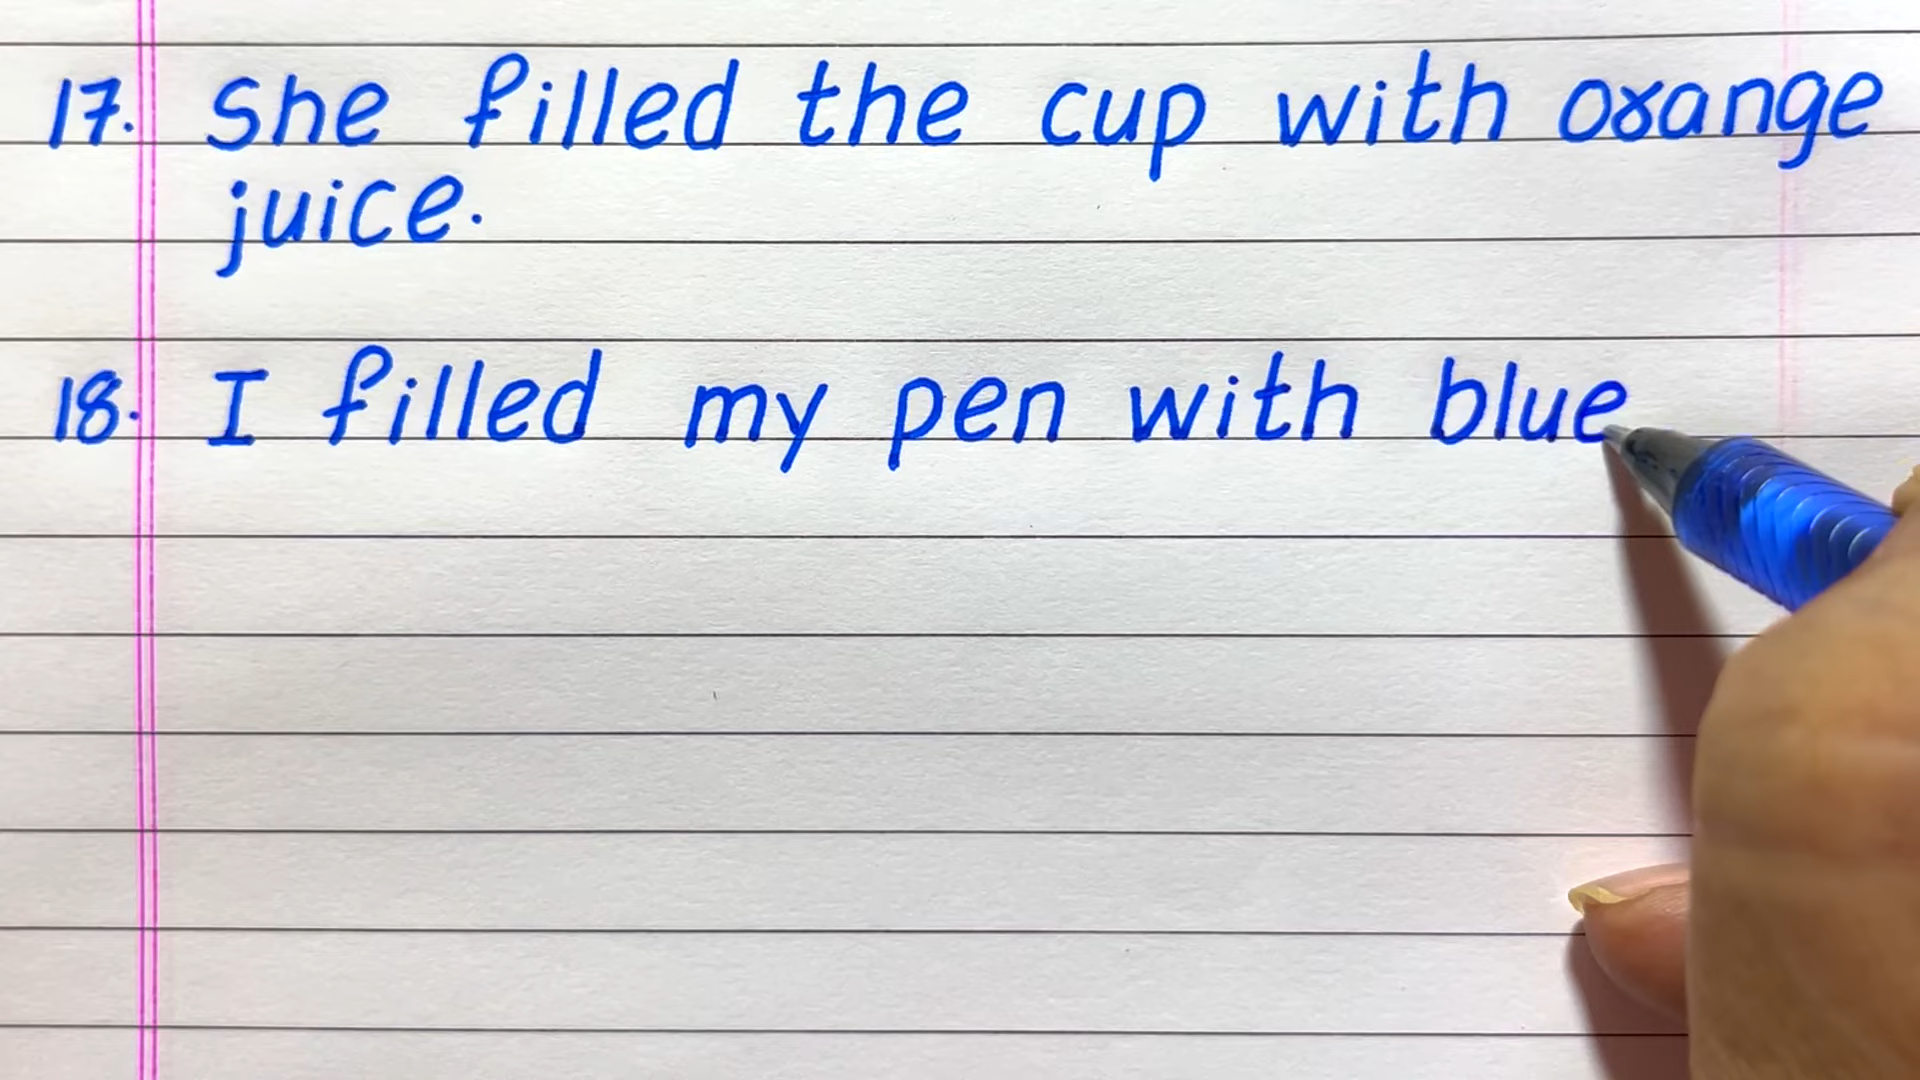 17. She filled the cup with orange
juice.
18. I filled my pen with blue